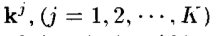 k^j, (j = 1, 2, ⋯, K)